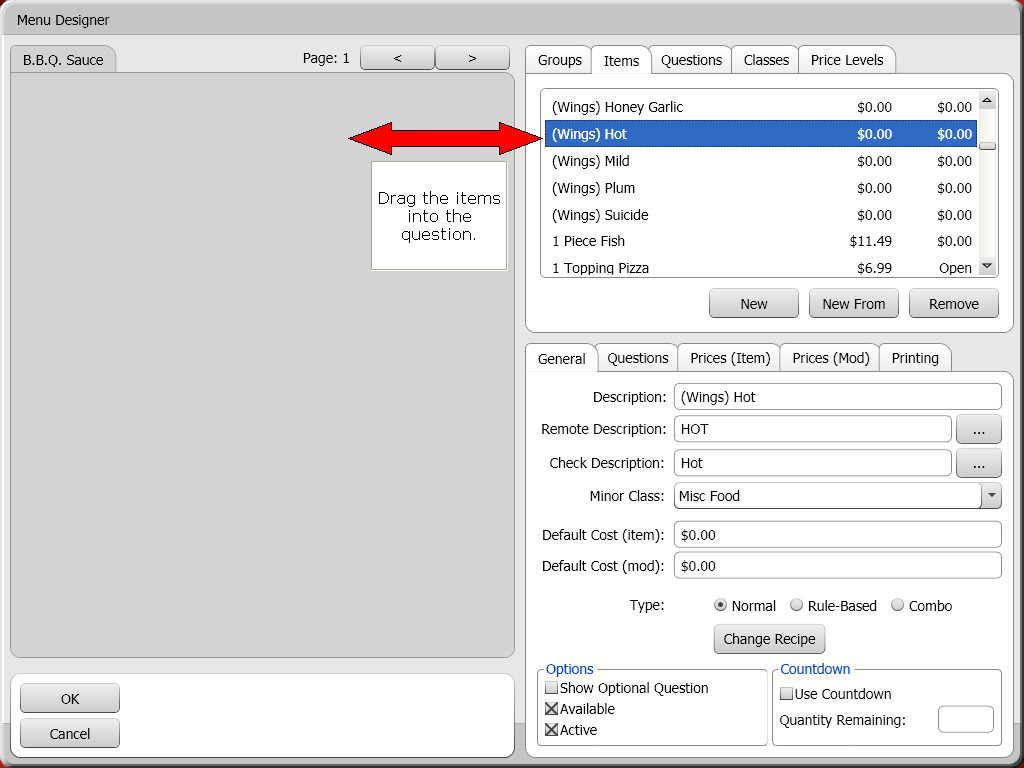 Menu Designer
B.B.Q. Sauce
Page: 1
<
>
Drag the items
into the
question.
OK
Cancel
Groups Items Questions Classes Price Levels
(Wings) Honey Garlic $0.00 $0.00
(Wings) Hot $0.00 $0.00
(Wings) Mild $0.00 $0.00
(Wings) Plum $0.00 $0.00
(Wings) Suicide $0.00 $0.00
1 Piece Fish $11.49 $0.00
1 Topping Pizza $6.99 Open
New New From Remove
General Questions Prices (Item) Prices (Mod) Printing
Description: (Wings) Hot
Remote Description: HOT ...
Check Description: Hot ...
Minor Class: Misc Food
Default Cost (item): $0.00
Default Cost (mod): $0.00
Type: Normal Rule-Based Combo
Change Recipe
Options
Show Optional Question
Available
Active
Countdown
Use Countdown
Quantity Remaining: